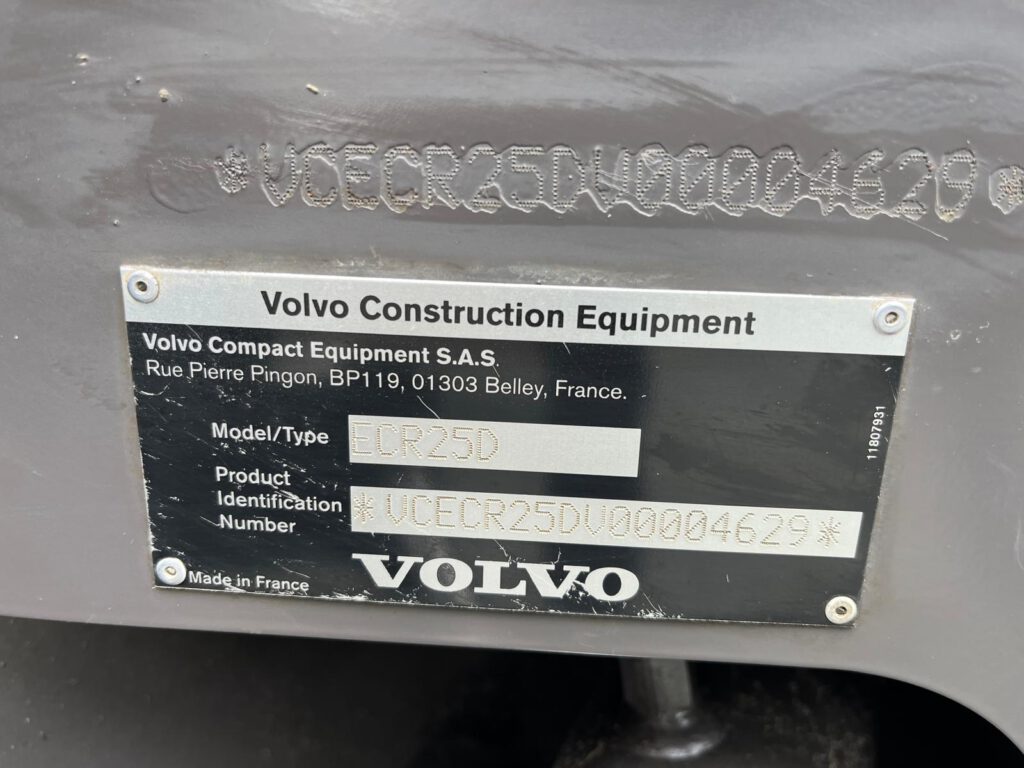 *VCECR25DV00004629*
Volvo Construction Equipment
Volvo Compact Equipment S.A.S
Rue Pierre Pingon, BP119, 01303 Belley, France.
Model/Type ECR25D
Product
Identification
Number *VCECR25DV00004629*
11807931
VOLVO
Made in France